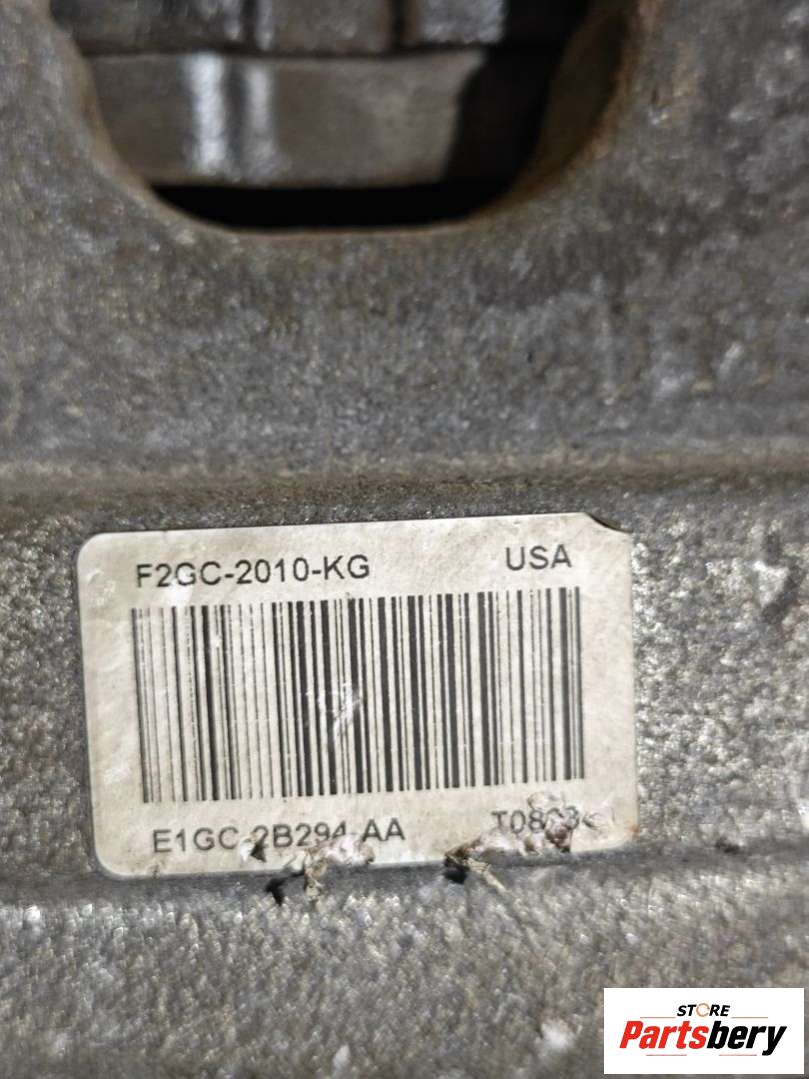 F2GC-2010-KG USA
E1GC-2B294-AA
STORE
Partsbery